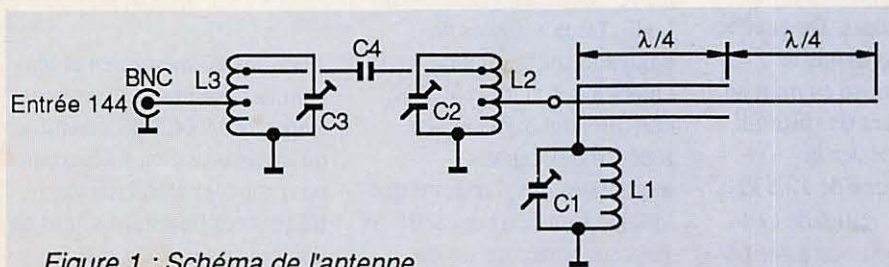 λ/4 λ/4
C4
BNC L3 L2
Entrée 144
C3 C2
C1 L1
Figure 1 : Schéma de l'antenne